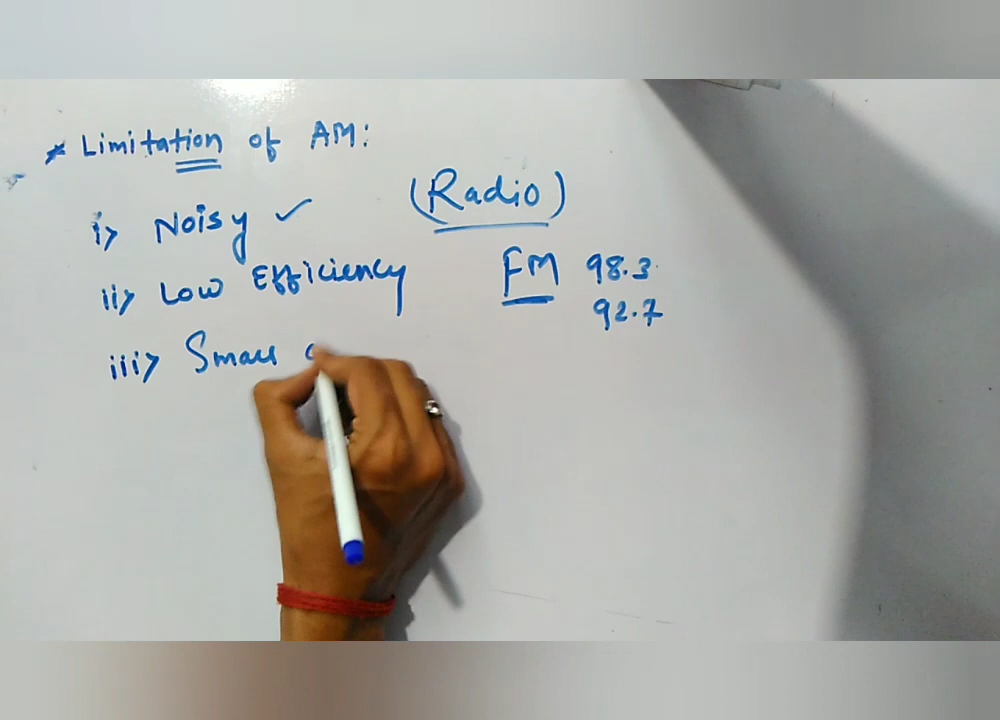 * Limitation of AM:
i> Noisy ✓ (Radio)
ii> Low Efficiency FM 98.3
92.7
iii> Small